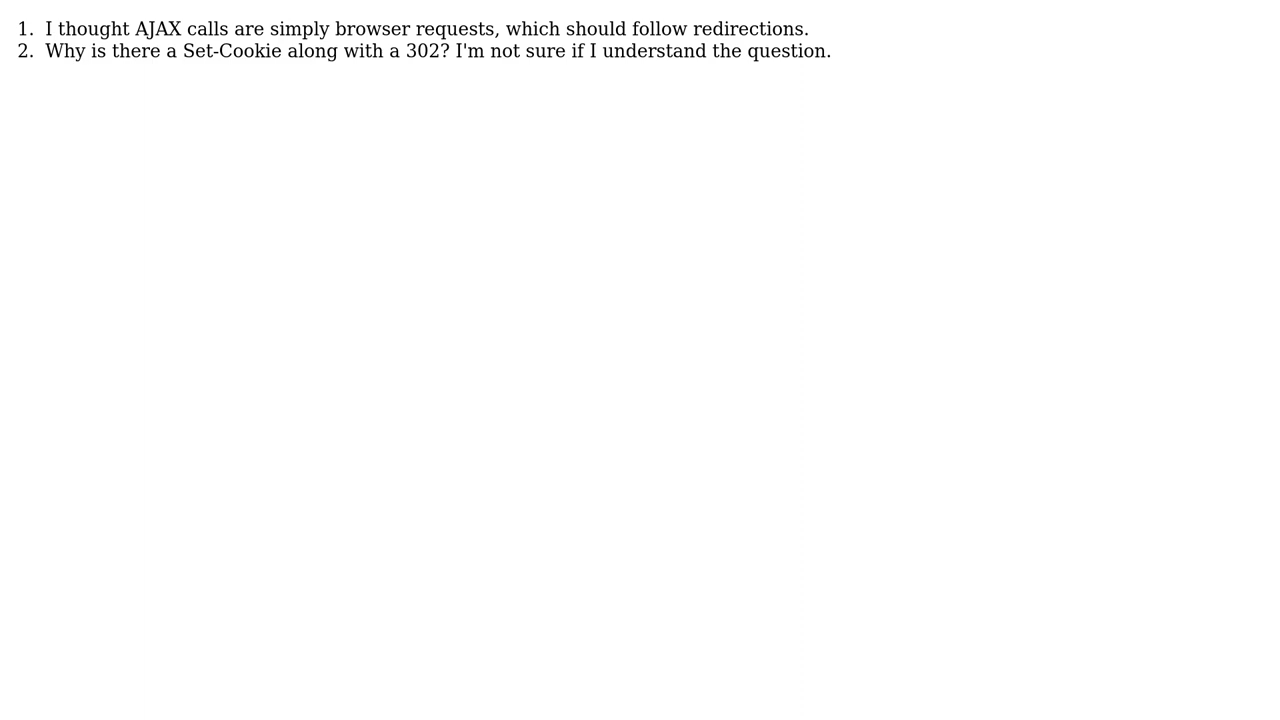 1. I thought AJAX calls are simply browser requests, which should follow redirections.
2. Why is there a Set-Cookie along with a 302? I'm not sure if I understand the question.